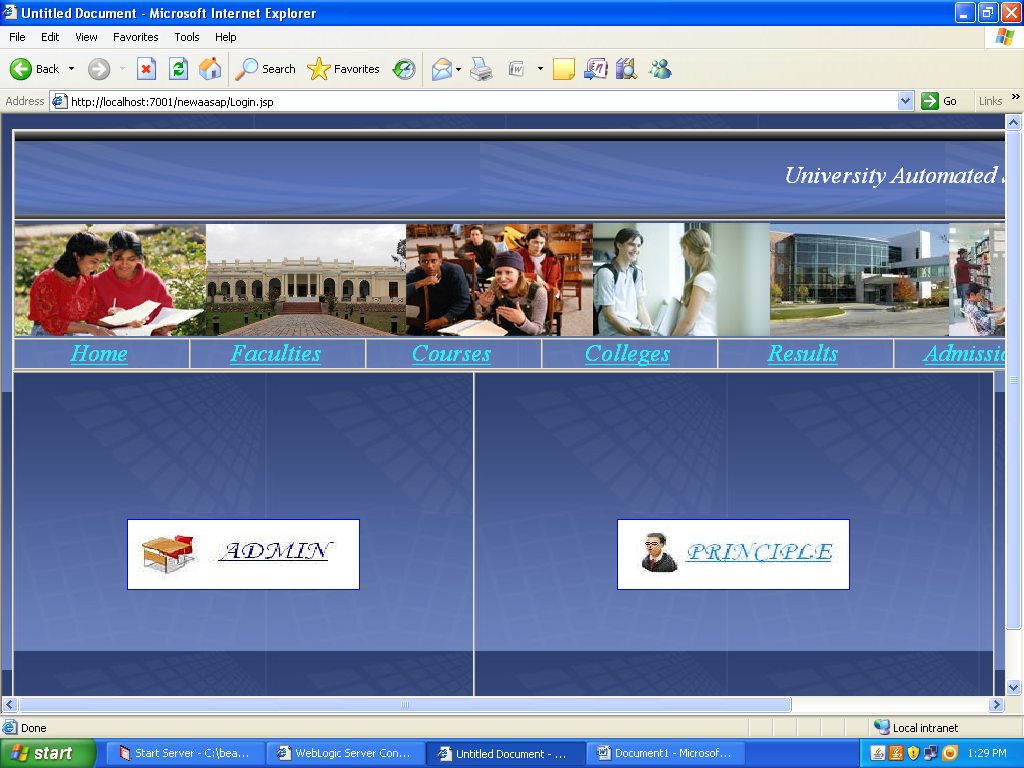 Untitled Document - Microsoft Internet Explorer
File Edit View Favorites Tools Help
Back Search Favorites
Address http://localhost:7001/newaasap/Login.jsp Go Links »
University Automated
Home Faculties Courses Colleges Results Admissio
ADMIN PRINCIPLE
Done Local intranet
start Start Server - C:\bea... WebLogic Server Con... Untitled Document - ... Document1 - Microsof... 1:29 PM